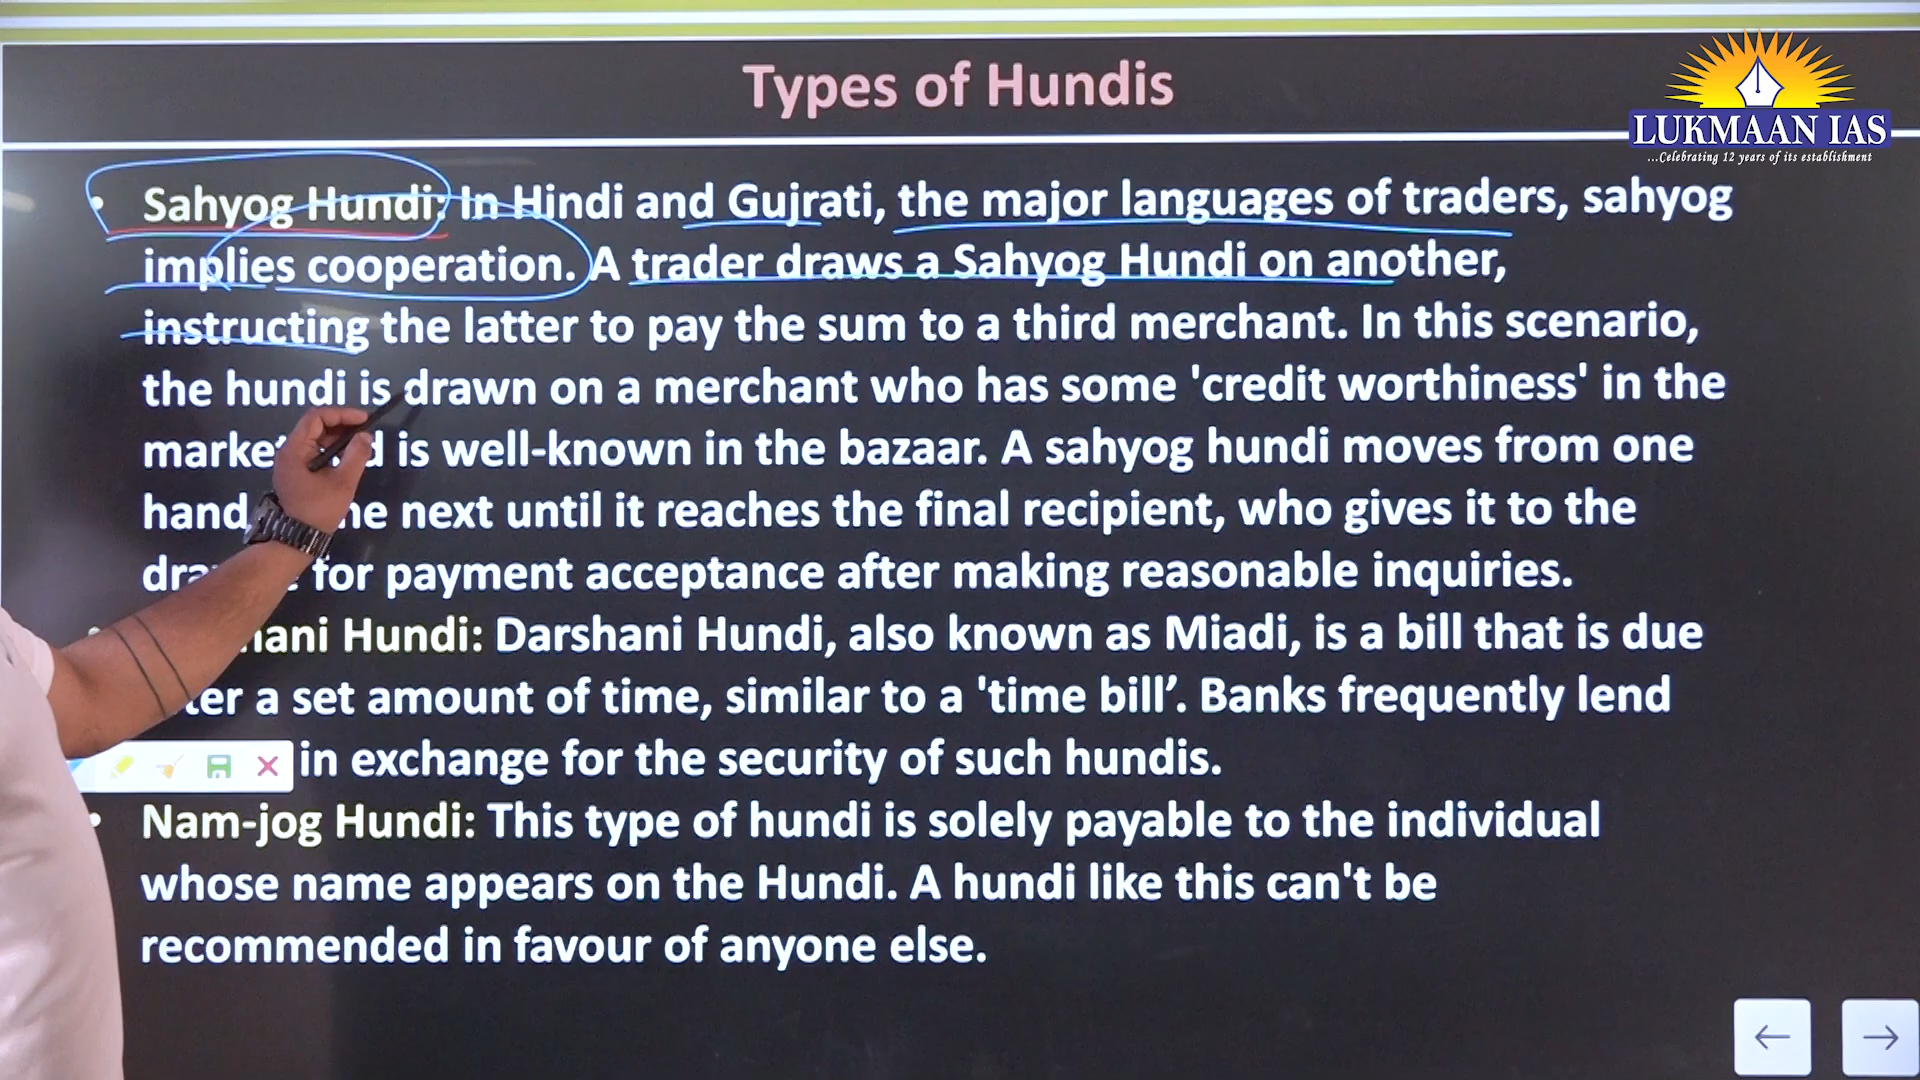 Types of Hundis
LUKMAAN IAS
...Celebrating 12 years of its establishment
• Sahyog Hundi: In Hindi and Gujrati, the major languages of traders, sahyog
implies cooperation. A trader draws a Sahyog Hundi on another,
instructing the latter to pay the sum to a third merchant. In this scenario,
the hundi is drawn on a merchant who has some 'credit worthiness' in the
is well-known in the bazaar. A sahyog hundi moves from one
hand next until it reaches the final recipient, who gives it to the
for payment acceptance after making reasonable inquiries.
Hundi: Darshani Hundi, also known as Miadi, is a bill that is due
a set amount of time, similar to a 'time bill’. Banks frequently lend
in exchange for the security of such hundis.
• Nam-jog Hundi: This type of hundi is solely payable to the individual
whose name appears on the Hundi. A hundi like this can't be
recommended in favour of anyone else.